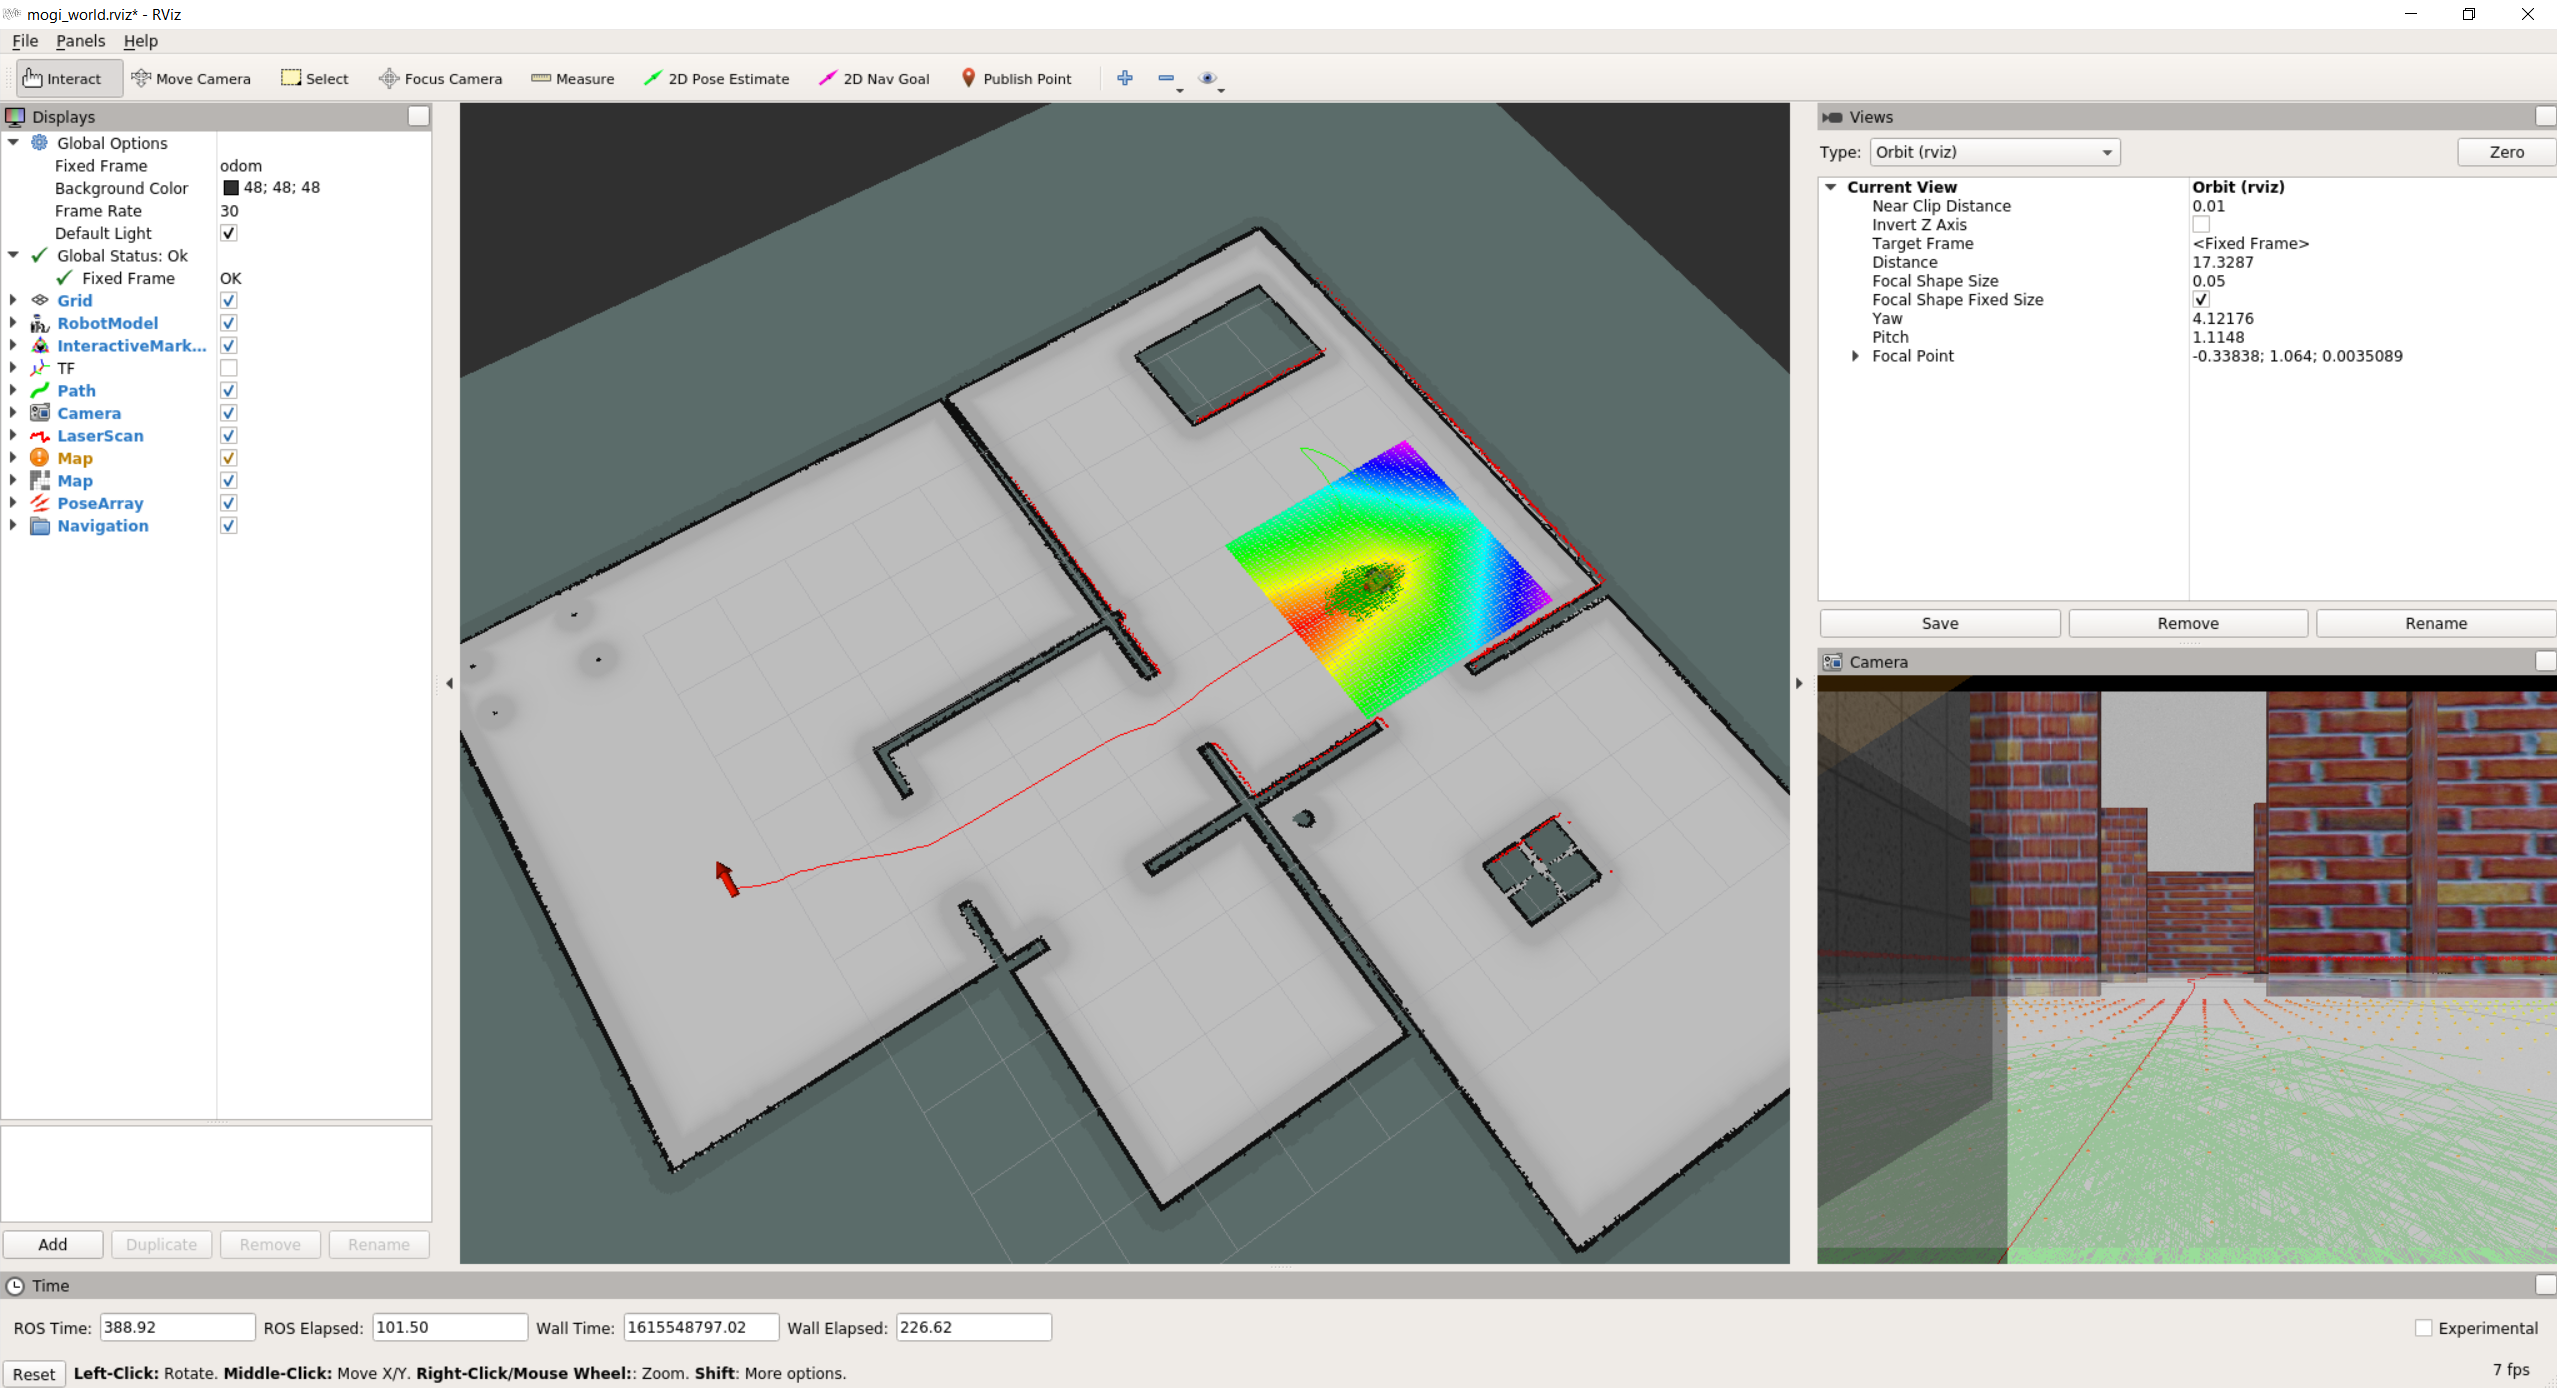 mogi_world.rviz* - RViz
File Panels Help
Interact Move Camera Select Focus Camera Measure 2D Pose Estimate 2D Nav Goal Publish Point
Displays
Global Options
Fixed Frame odom
Background Color 48; 48; 48
Frame Rate 30
Default Light
Global Status: Ok
Fixed Frame OK
Grid
RobotModel
InteractiveMark...
TF
Path
Camera
LaserScan
Map
Map
PoseArray
Navigation
Add Duplicate Remove Rename
Views
Type: Orbit (rviz) Zero
Current View Orbit (rviz)
Near Clip Distance 0.01
Invert Z Axis
Target Frame <Fixed Frame>
Distance 17.3287
Focal Shape Size 0.05
Focal Shape Fixed Size
Yaw 4.12176
Pitch 1.1148
Focal Point -0.33838; 1.064; 0.0035089
Save Remove Rename
Camera
Time
ROS Time: 388.92 ROS Elapsed: 101.50 Wall Time: 1615548797.02 Wall Elapsed: 226.62 Experimental
Reset Left-Click: Rotate. Middle-Click: Move X/Y. Right-Click/Mouse Wheel:: Zoom. Shift: More options. 7 fps